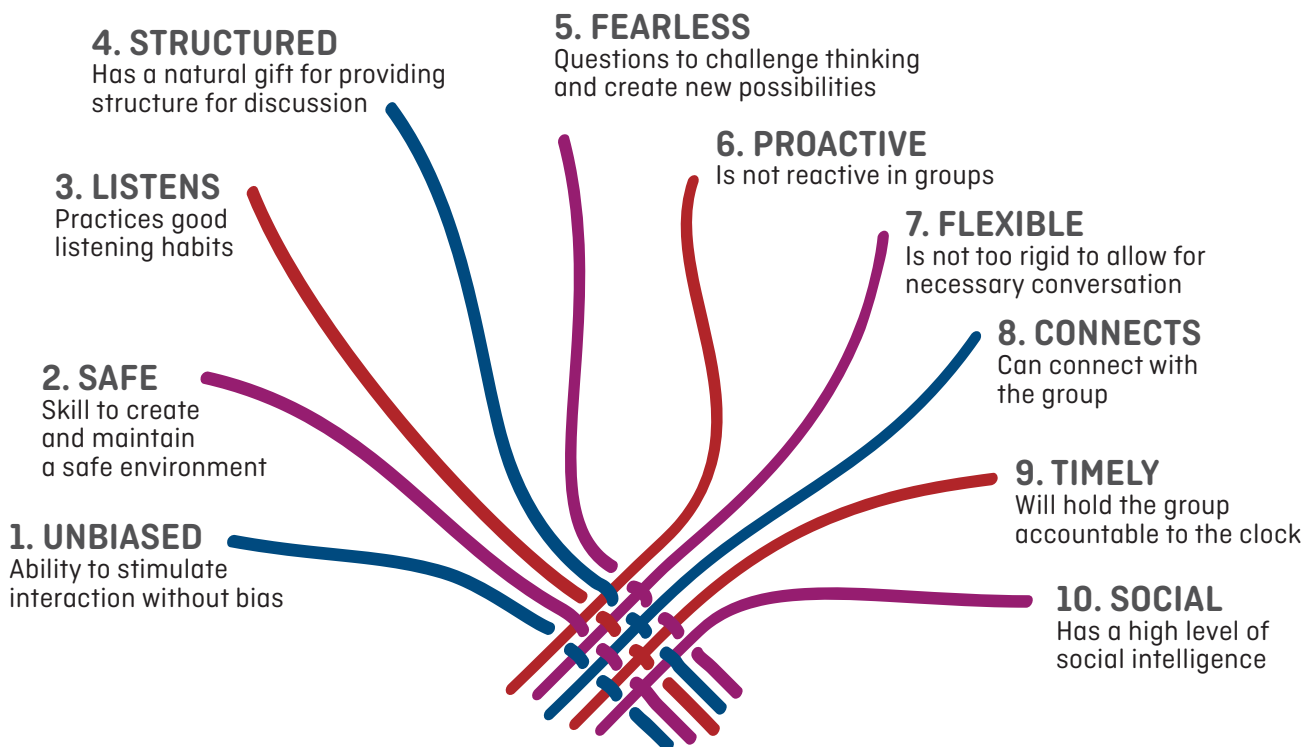 1. UNBIASED
Ability to stimulate
interaction without bias
2. SAFE
Skill to create
and maintain
a safe environment
3. LISTENS
Practices good
listening habits
4. STRUCTURED
Has a natural gift for providing
structure for discussion
5. FEARLESS
Questions to challenge thinking
and create new possibilities
6. PROACTIVE
Is not reactive in groups
7. FLEXIBLE
Is not too rigid to allow for
necessary conversation
8. CONNECTS
Can connect with
the group
9. TIMELY
Will hold the group
accountable to the clock
10. SOCIAL
Has a high level of
social intelligence